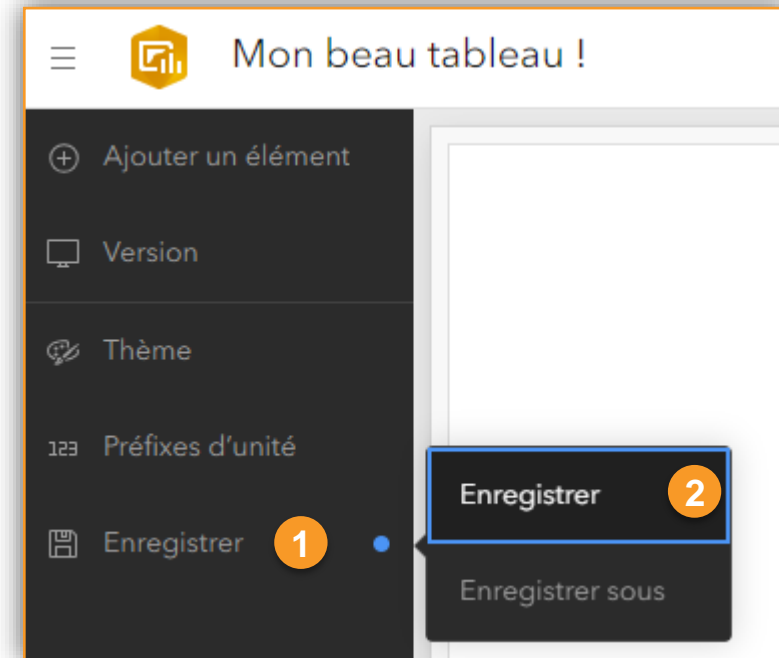 Mon beau tableau !
Ajouter un élément
Version
Thème
123 Préfixes d’unité
Enregistrer 1
Enregistrer 2
Enregistrer sous